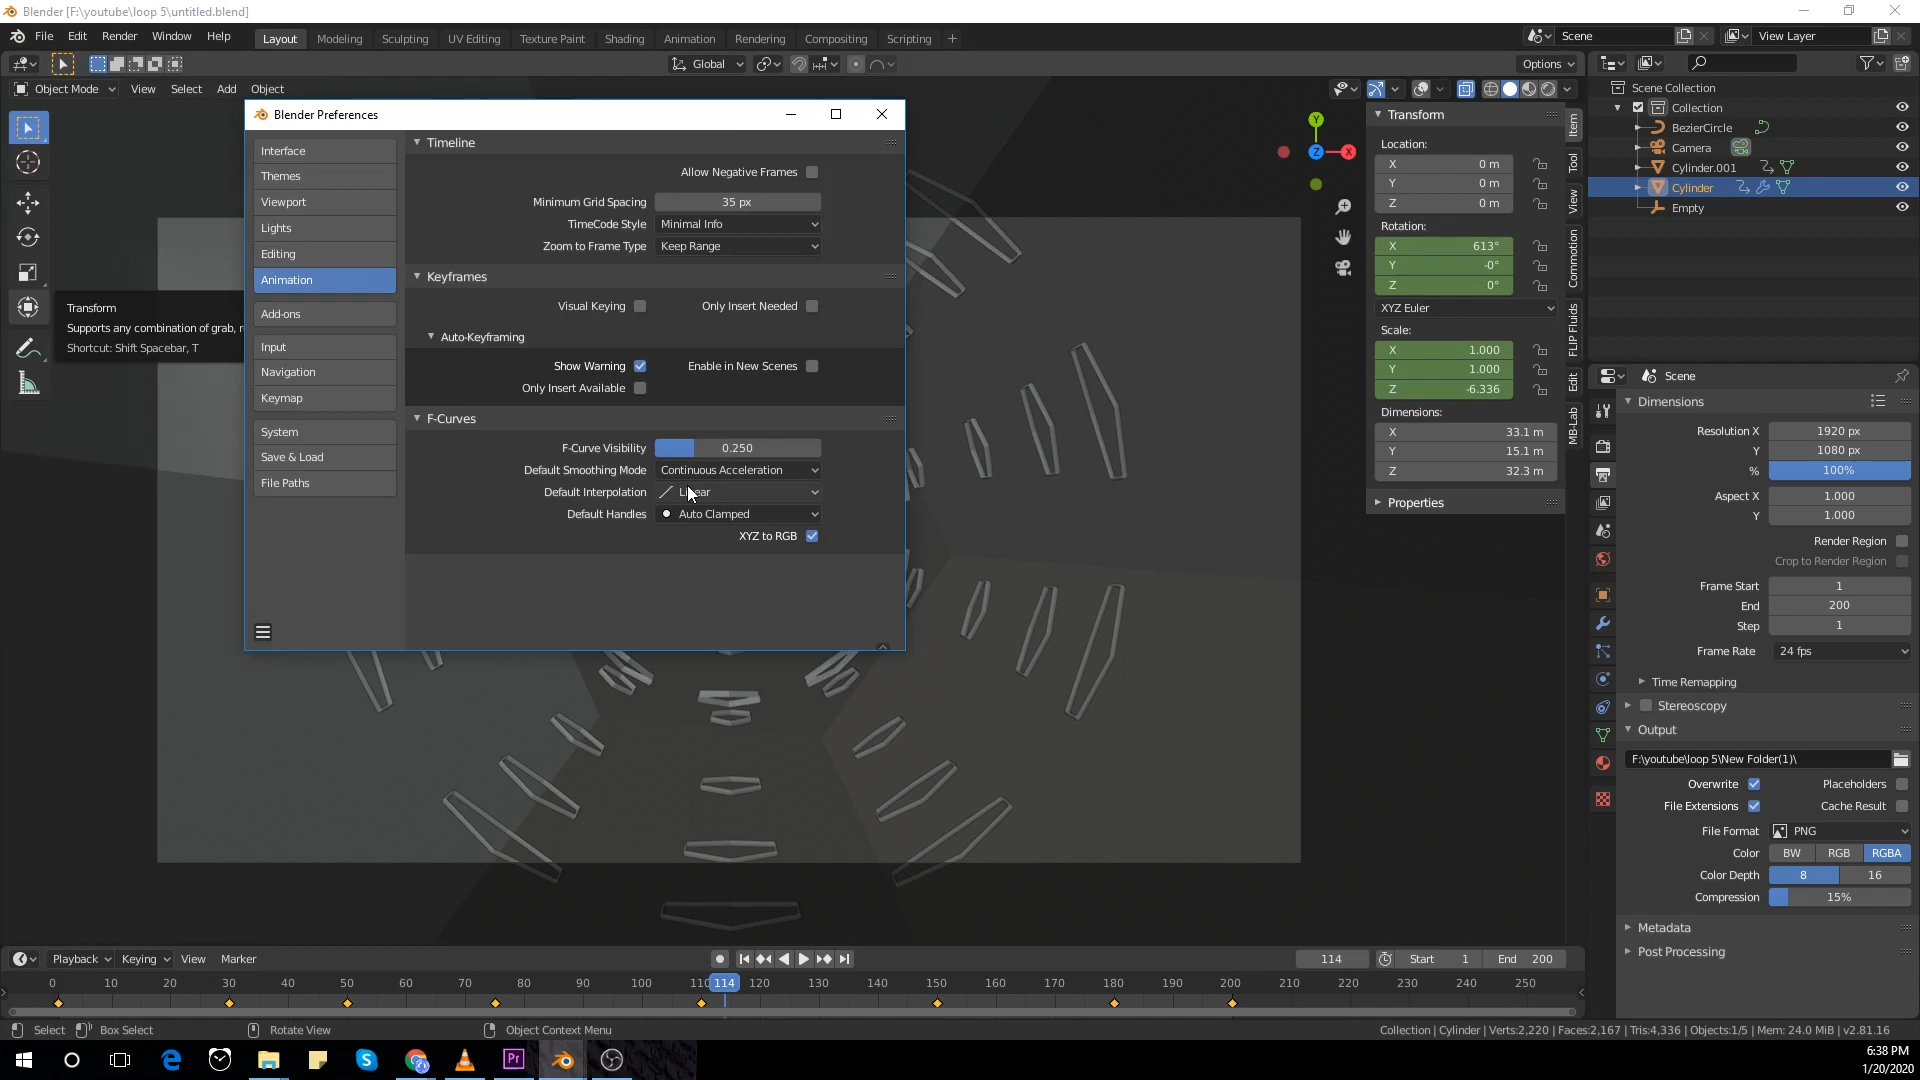 Blender [F:\youtube\loop 5\untitled.blend]
File Edit Render Window Help
Layout Modeling Sculpting UV Editing Texture Paint Shading Animation Rendering Compositing Scripting +
Scene
View Layer
Global
Options
Object Mode View Select Add Object
Blender Preferences
Interface
Themes
Viewport
Lights
Editing
Animation
Add-ons
Input
Navigation
Keymap
System
Save & Load
File Paths
Timeline
Allow Negative Frames
Minimum Grid Spacing 35 px
TimeCode Style Minimal Info
Zoom to Frame Type Keep Range
Keyframes
Visual Keying Only Insert Needed
Auto-Keyframing
Show Warning Enable in New Scenes
Only Insert Available
F-Curves
F-Curve Visibility 0.250
Default Smoothing Mode Continuous Acceleration
Default Interpolation
Default Handles Auto Clamped
XYZ to RGB
Transform
Supports any combination of grab, r
Shortcut: Shift Spacebar, T
Y
Z
X
Transform
Location:
X 0 m
Y 0 m
Z 0 m
Rotation:
X 613°
Y -0°
Z 0°
XYZ Euler
Scale:
X 1.000
Y 1.000
Z -6.336
Dimensions:
X 33.1 m
Y 15.1 m
Z 32.3 m
Properties
Item
Tool
View
Commotion
FLIP Fluids
Edit
MB-Lab
Scene Collection
Collection
BezierCircle
Camera
Cylinder.001
Cylinder
Empty
Scene
Dimensions
Resolution X 1920 px
Y 1080 px
% 100%
Aspect X 1.000
Y 1.000
Render Region
Crop to Render Region
Frame Start 1
End 200
Step 1
Frame Rate 24 fps
Time Remapping
Stereoscopy
Output
F:\youtube\loop 5\New Folder(1)\
Overwrite Placeholders
File Extensions Cache Result
File Format PNG
Color BW RGB RGBA
Color Depth 8 16
Compression 15%
Metadata
Post Processing
Playback Keying View Marker
114 Start 1 End 200
0 10 20 30 40 50 60 70 80 90 100 110 114 120 130 140 150 160 170 180 190 200 210 220 230 240 250
Select Box Select Rotate View Object Context Menu
Collection | Cylinder | Verts:2,220 | Faces:2,167 | Tris:4,336 | Objects:1/5 | Mem: 24.0 MiB | v2.81.16
Pr
6:38 PM
1/20/2020